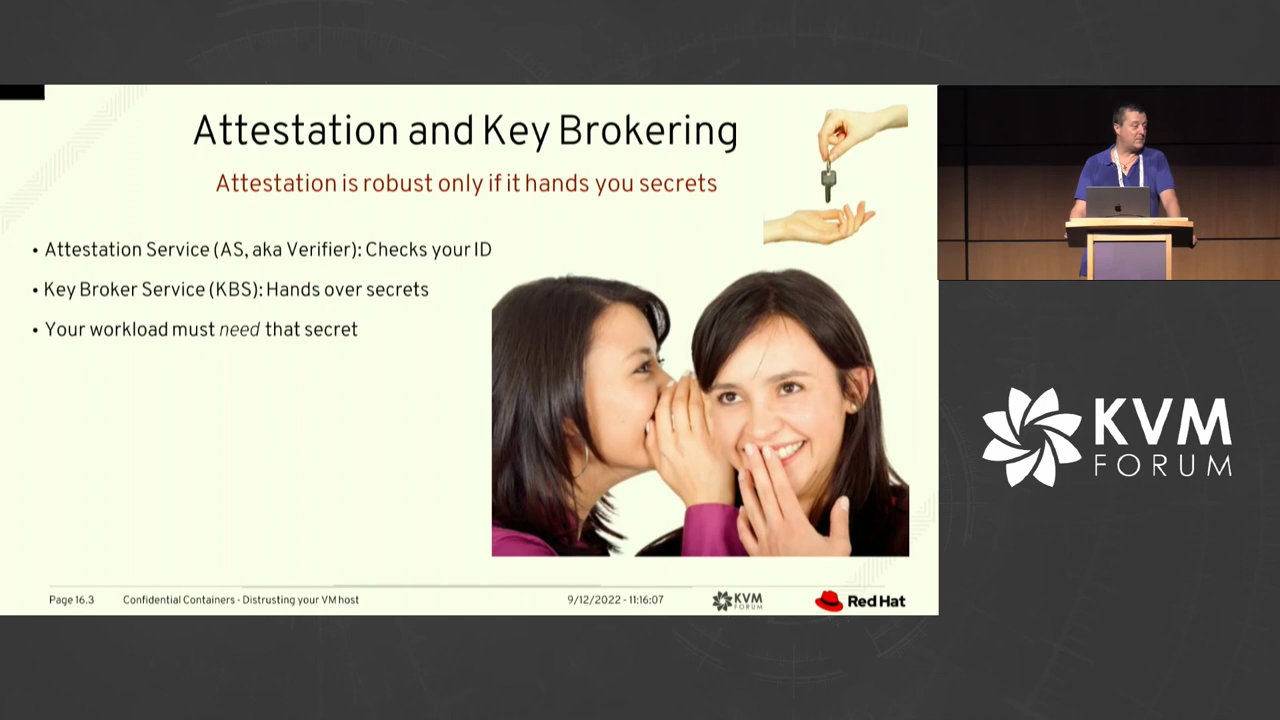 Attestation and Key Brokering
Attestation is robust only if it hands you secrets
• Attestation Service (AS, aka Verifier): Checks your ID
• Key Broker Service (KBS): Hands over secrets
• Your workload must need that secret
Page 16.3 Confidential Containers - Distrusting your VM host 9/12/2022 - 11:16:07 KVM FORUM Red Hat
KVM
FORUM